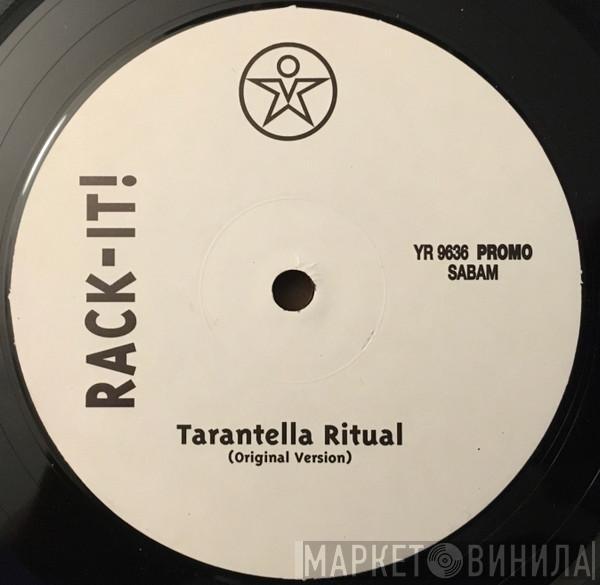 RACK-IT!
YR 9636 PROMO
SABAM
Tarantella Ritual
(Original Version)
МАРКЕТ ВИНИЛА